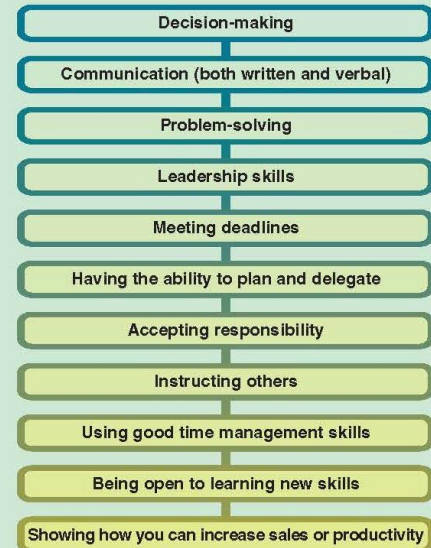 Decision-making
Communication (both written and verbal)
Problem-solving
Leadership skills
Meeting deadlines
Having the ability to plan and delegate
Accepting responsibility
Instructing others
Using good time management skills
Being open to learning new skills
Showing how you can increase sales or productivity